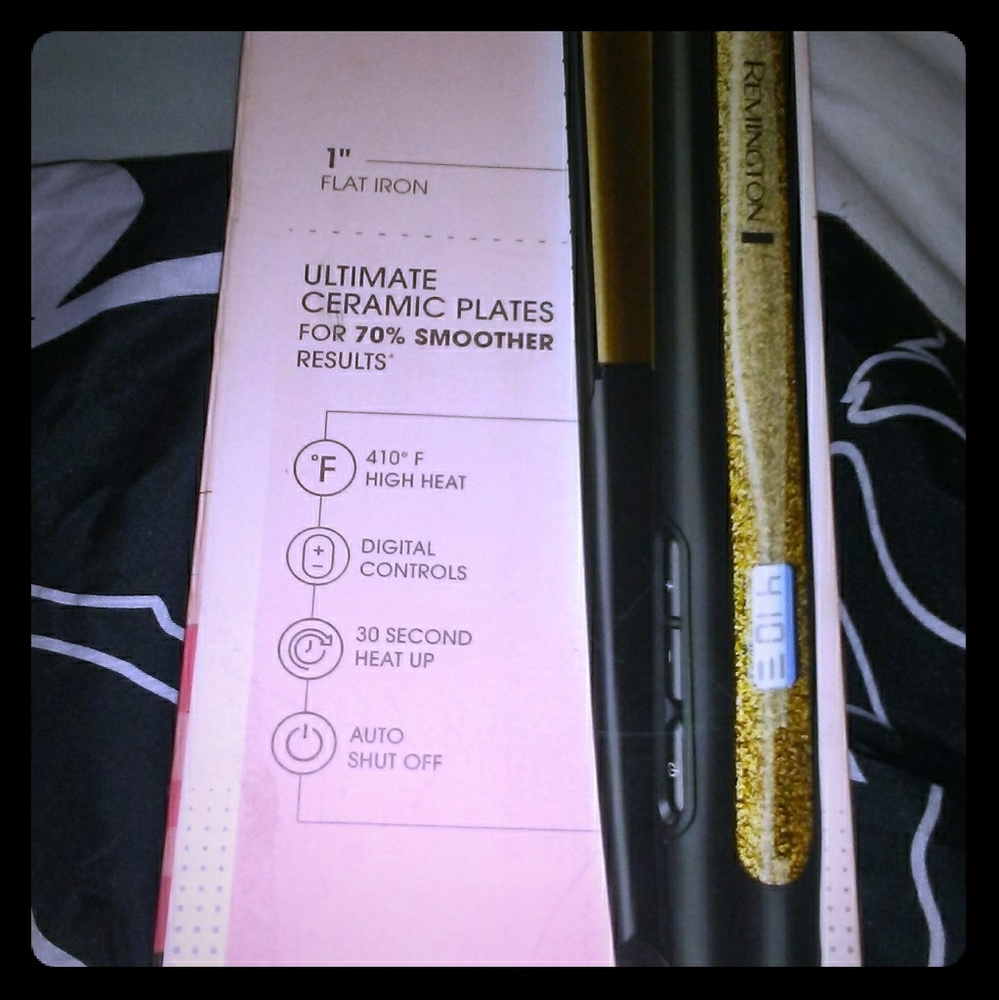 1"
FLAT IRON
ULTIMATE
CERAMIC PLATES
FOR 70% SMOOTHER
RESULTS*
°F
410° F
HIGH HEAT
+
−
DIGITAL
CONTROLS
30 SECOND
HEAT UP
AUTO
SHUT OFF
REMINGTON
410